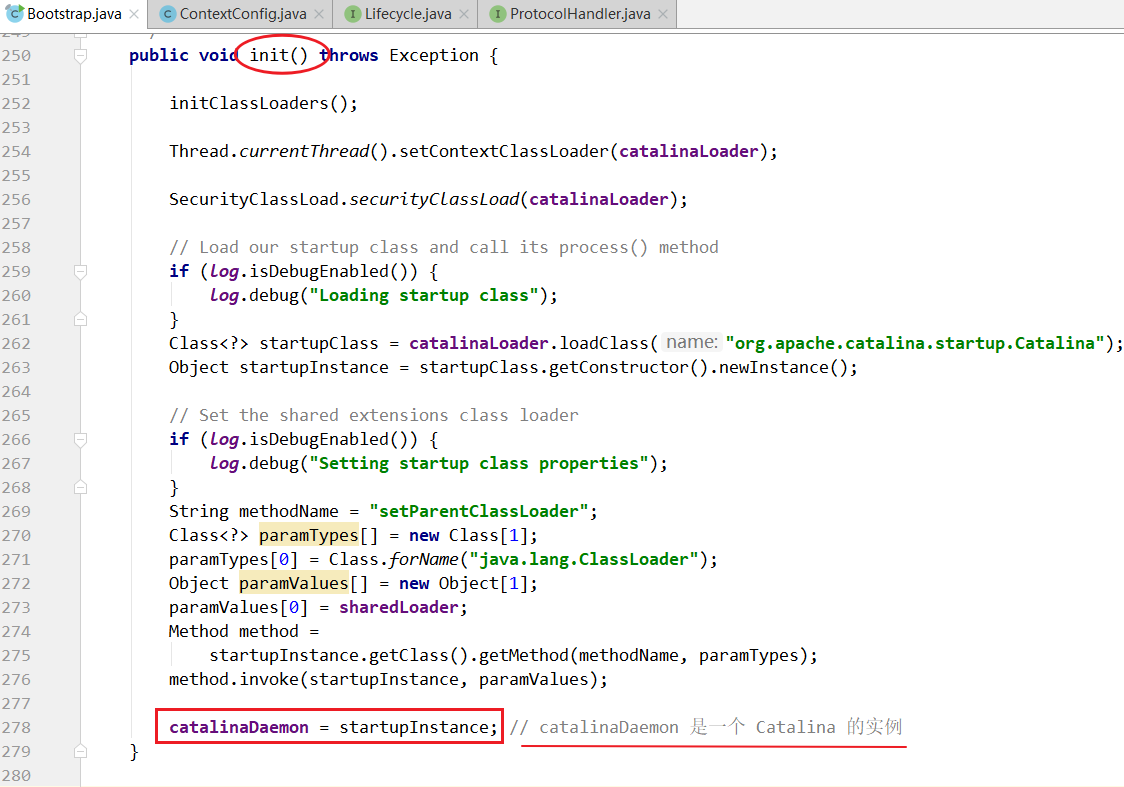 Bootstrap.java ContextConfig.java Lifecycle.java ProtocolHandler.java
250 public void init() throws Exception {
251
252 initClassLoaders();
253
254 Thread.currentThread().setContextClassLoader(catalinaLoader);
255
256 SecurityClassLoad.securityClassLoad(catalinaLoader);
257
258 // Load our startup class and call its process() method
259 if (log.isDebugEnabled()) {
260 log.debug("Loading startup class");
261 }
262 Class<?> startupClass = catalinaLoader.loadClass( name: "org.apache.catalina.startup.Catalina");
263 Object startupInstance = startupClass.getConstructor().newInstance();
264
265 // Set the shared extensions class loader
266 if (log.isDebugEnabled()) {
267 log.debug("Setting startup class properties");
268 }
269 String methodName = "setParentClassLoader";
270 Class<?> paramTypes[] = new Class[1];
271 paramTypes[0] = Class.forName("java.lang.ClassLoader");
272 Object paramValues[] = new Object[1];
273 paramValues[0] = sharedLoader;
274 Method method =
275 startupInstance.getClass().getMethod(methodName, paramTypes);
276 method.invoke(startupInstance, paramValues);
277
278 catalinaDaemon = startupInstance; // catalinaDaemon 是一个 Catalina 的实例
279 }
280